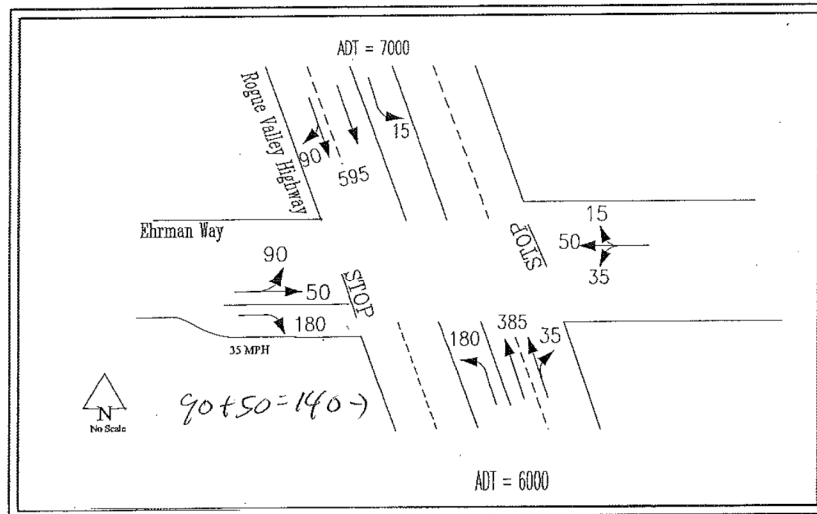 ADT = 7000
Rogue Valley Highway
15
90
595
Ehrman Way
15
STOP
50
35
90
50
STOP
180
385
35
180
35 MPH
N
No Scale
90+50=140→
ADT = 6000